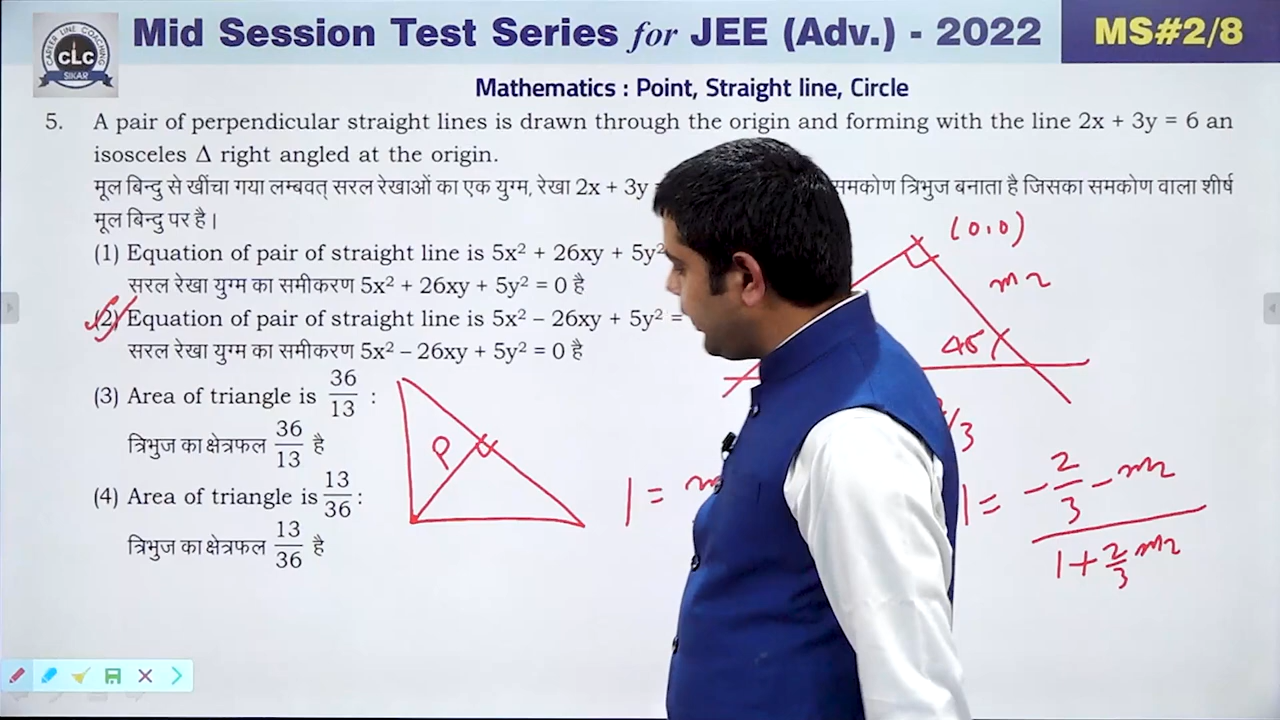 CAREER LINE COACHING
CLC
SIKAR
Mid Session Test Series for JEE (Adv.) - 2022
MS#2/8
Mathematics : Point, Straight line, Circle
5. A pair of perpendicular straight lines is drawn through the origin and forming with the line 2x + 3y = 6 an
isosceles Δ right angled at the origin.
मूल बिन्दु से खींचा गया लम्बवत् सरल रेखाओं का एक युग्म, रेखा 2x + 3y समकोण त्रिभुज बनाता है जिसका समकोण वाला शीर्ष
मूल बिन्दु पर है।
(1) Equation of pair of straight line is 5x² + 26xy + 5y²
सरल रेखा युग्म का समीकरण 5x² + 26xy + 5y² = 0 है
(2) Equation of pair of straight line is 5x² – 26xy + 5y² =
सरल रेखा युग्म का समीकरण 5x² – 26xy + 5y² = 0 है
(3) Area of triangle is 36/13 :
त्रिभुज का क्षेत्रफल 36/13 है
(4) Area of triangle is 13/36 :
त्रिभुज का क्षेत्रफल 13/36 है
(0,0)
m2
45
P
/3
1 = m
1 = (-2/3 - m2)/(1 + 2/3 m2)